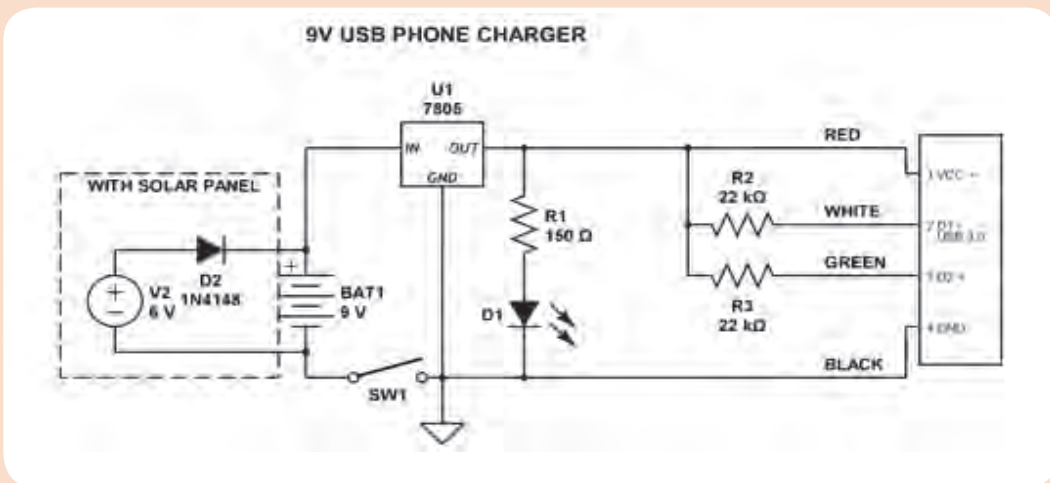 9V USB PHONE CHARGER
U1
7805
IN OUT
GND
RED
WITH SOLAR PANEL
R2
22 kΩ
VCC
R1
150 Ω
WHITE
GREEN
D2
1N4148
V2
6 V
+
BAT1
9 V
D1
R3
22 kΩ
4 GND
BLACK
SW1